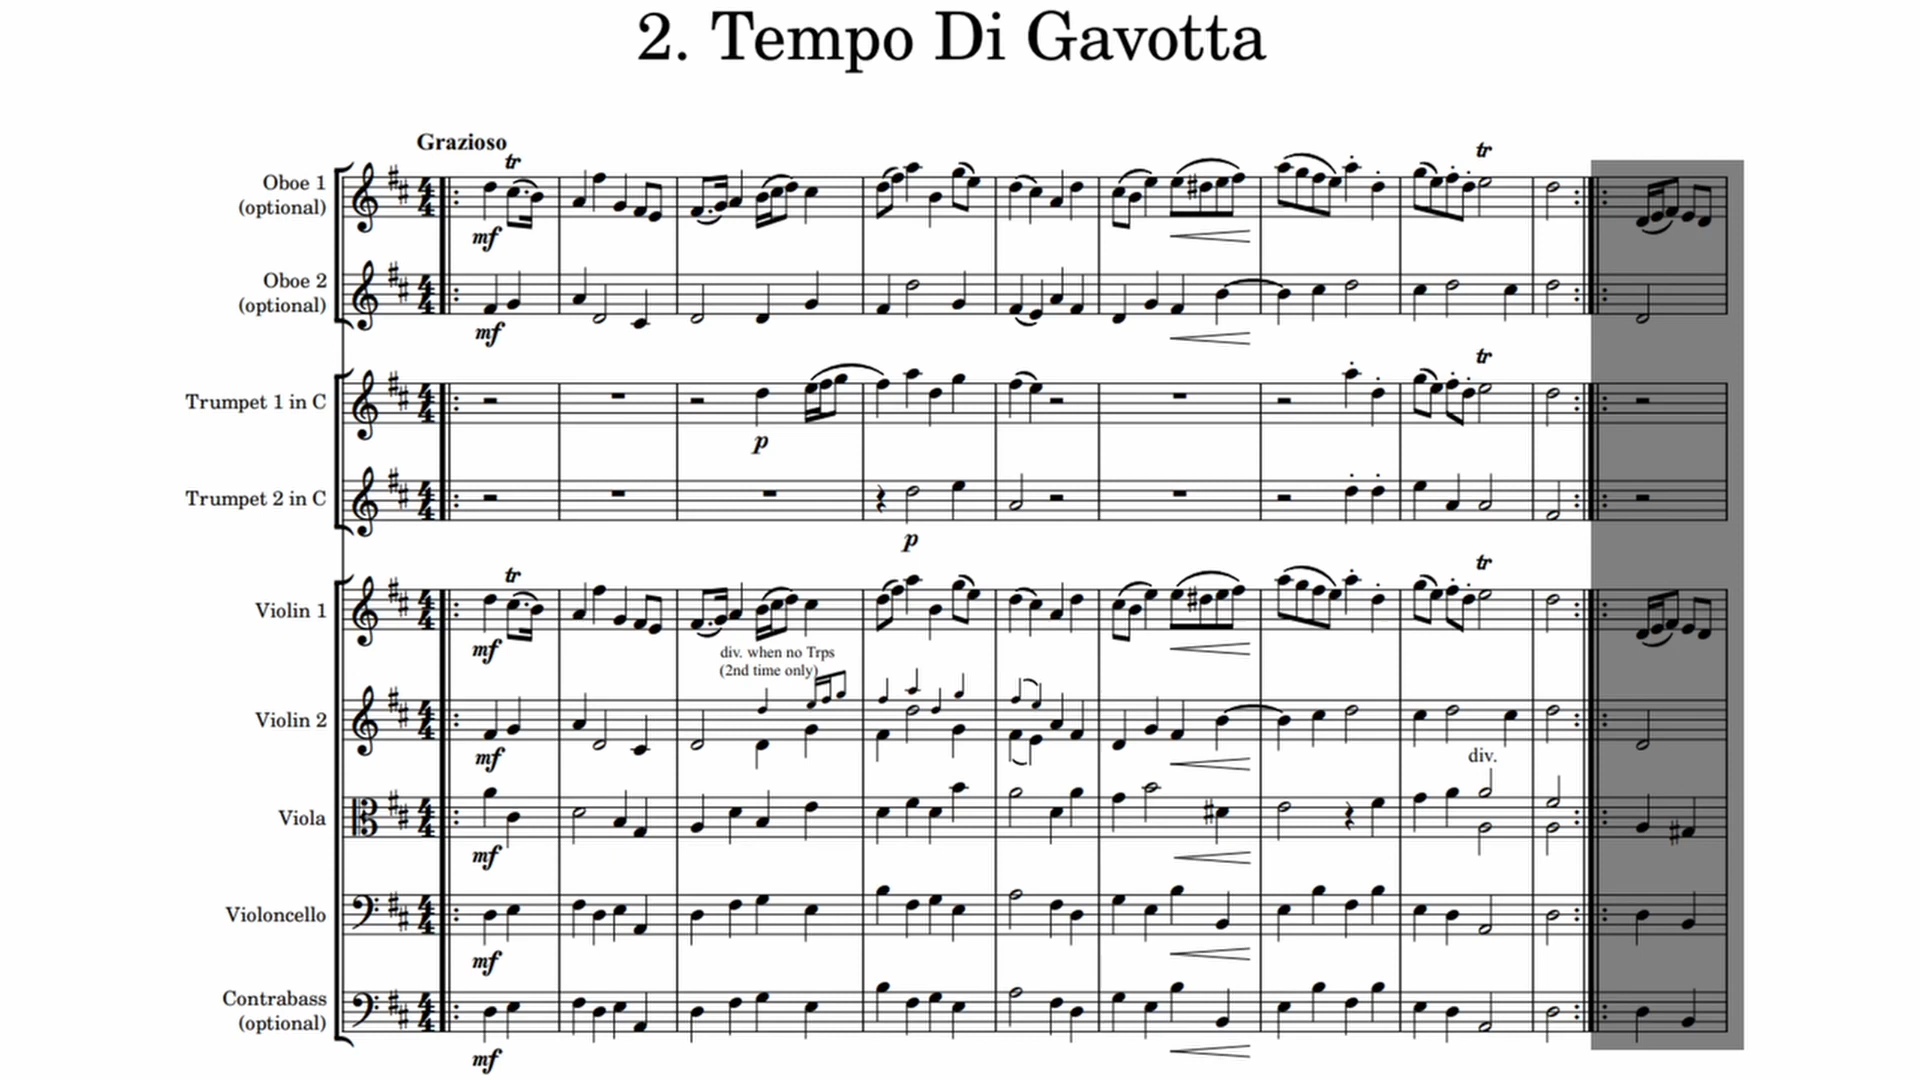 2. Tempo Di Gavotta
Grazioso
tr
tr
Oboe 1
(optional)
mf
Oboe 2
(optional)
mf
tr
Trumpet 1 in C
p
Trumpet 2 in C
p
tr
tr
Violin 1
mf
div. when no Trps
(2nd time only)
Violin 2
mf
div.
Viola
mf
Violoncello
mf
Contrabass
(optional)
mf